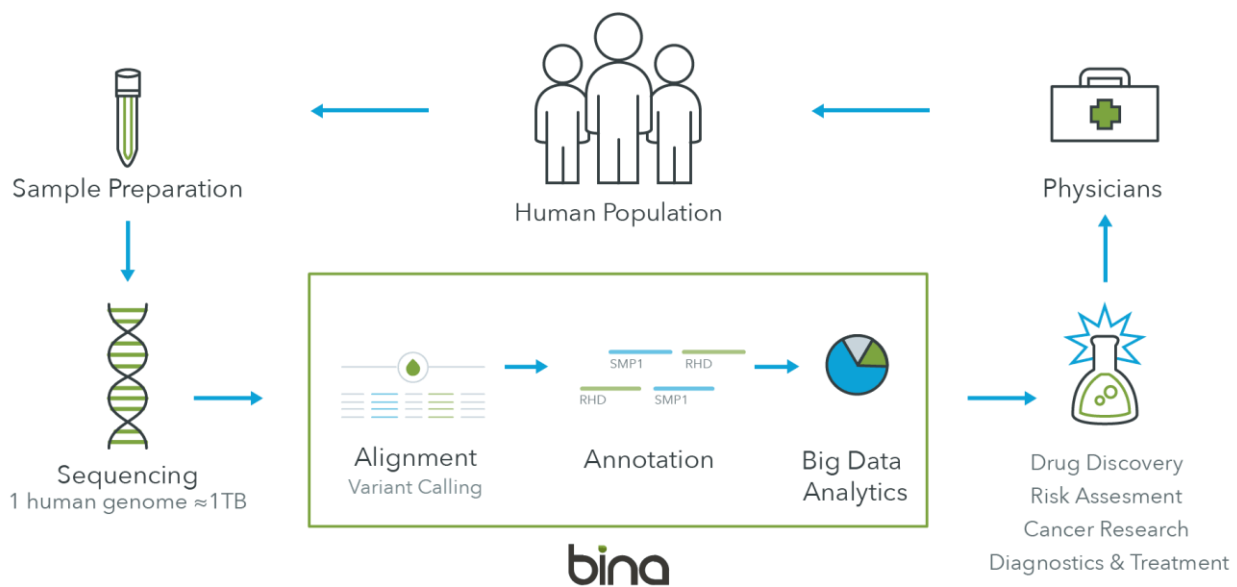 Sample Preparation
Human Population
Physicians
Sequencing
1 human genome ≈1TB
SMP1
RHD
RHD
SMP1
Alignment
Variant Calling
Annotation
Big Data
Analytics
Drug Discovery
Risk Assesment
Cancer Research
Diagnostics & Treatment
bina